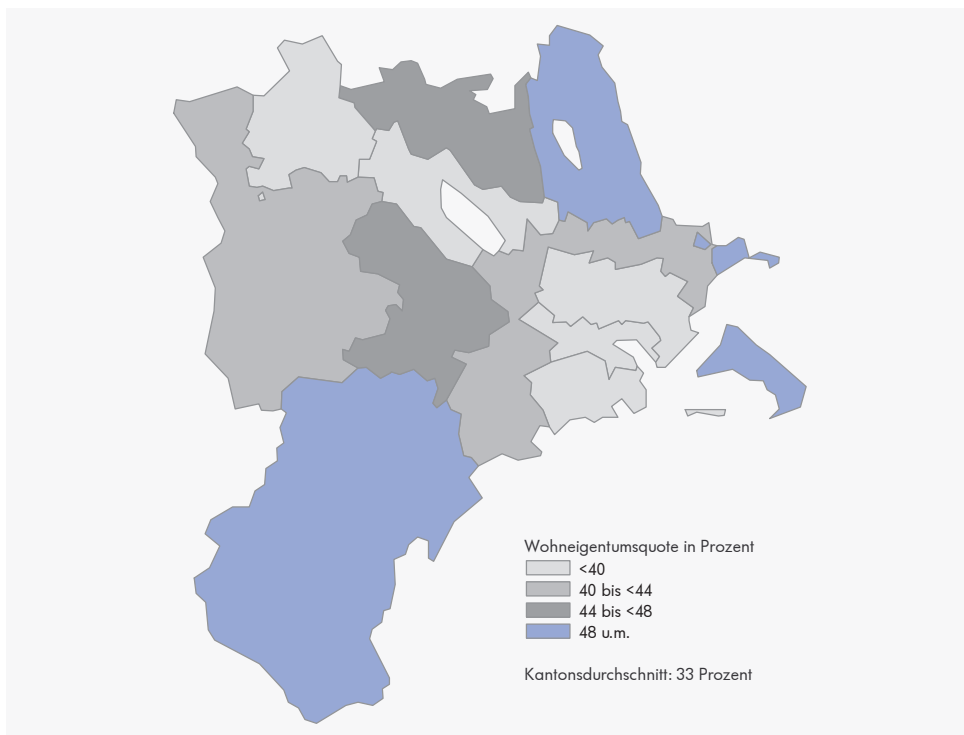 Wohneigentumsquote in Prozent
<40
40 bis <44
44 bis <48
48 u.m.
Kantonsdurchschnitt: 33 Prozent